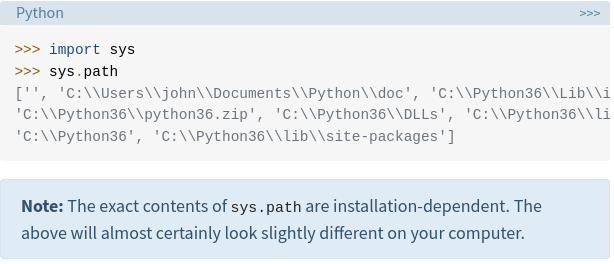 Python >>>
>>> import sys
>>> sys.path
['', 'C:\\Users\\john\\Documents\\Python\\doc', 'C:\\Python36\\Lib\\i
'C:\\Python36\\python36.zip', 'C:\\Python36\\DLLs', 'C:\\Python36\\li
'C:\\Python36', 'C:\\Python36\\lib\\site-packages']
Note: The exact contents of sys.path are installation-dependent. The
above will almost certainly look slightly different on your computer.